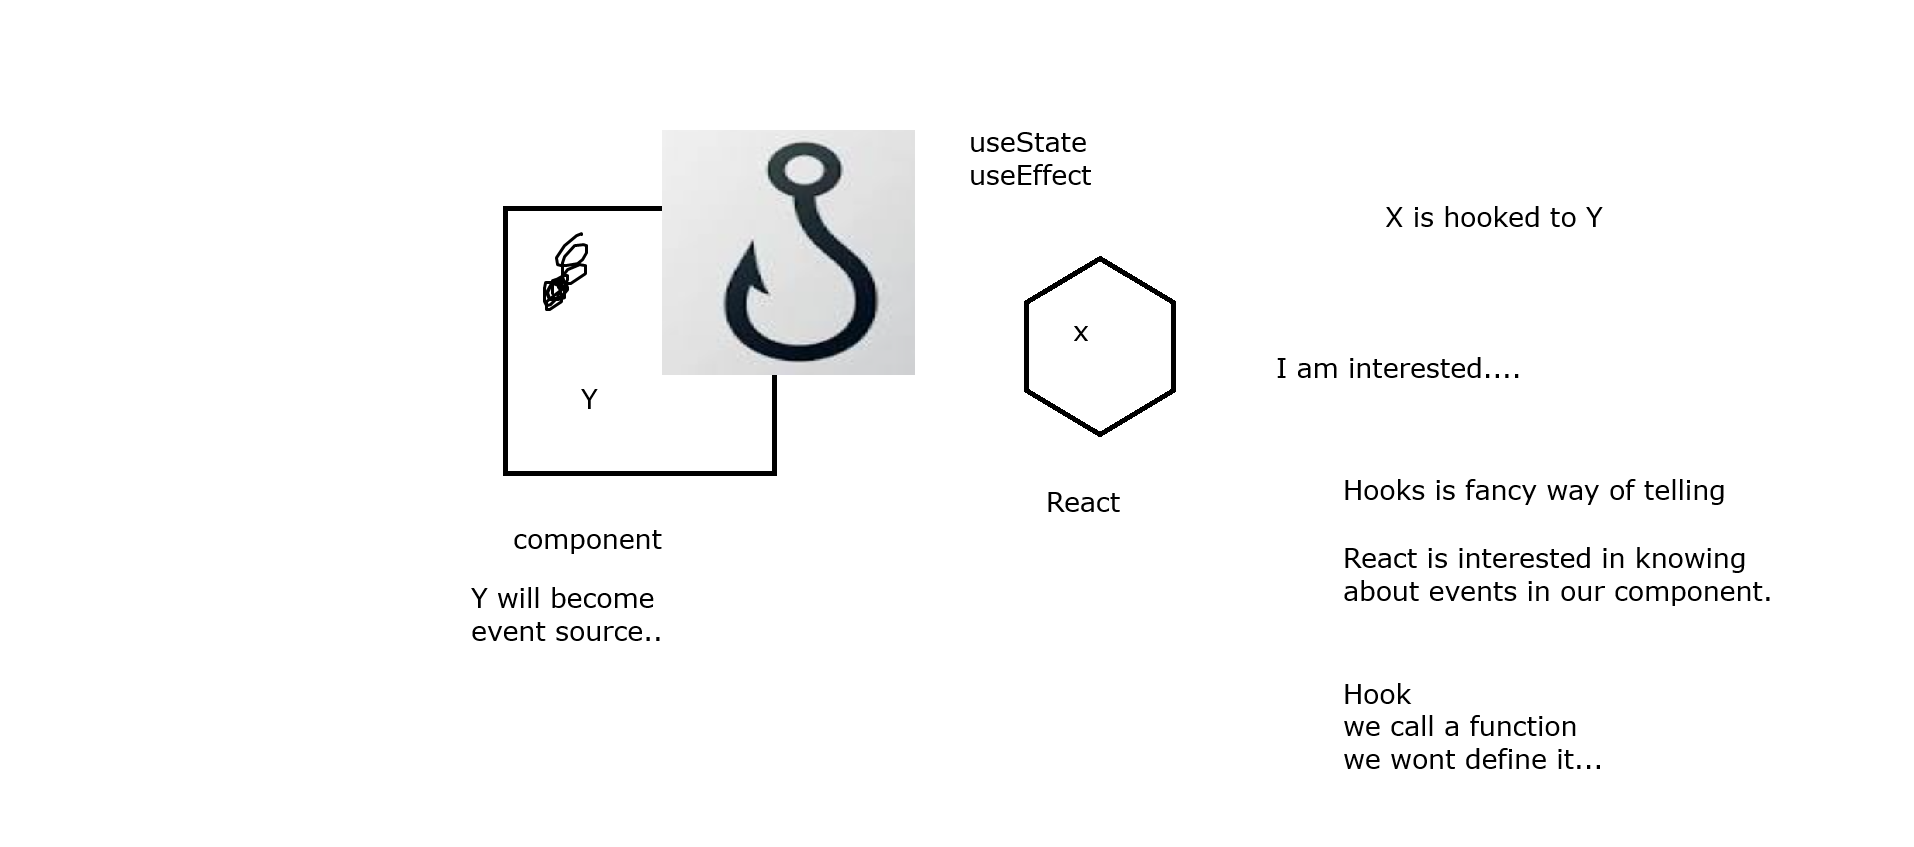 useState
useEffect
X is hooked to Y
x
I am interested....
Y
Hooks is fancy way of telling
React
component
React is interested in knowing
about events in our component.
Y will become
event source..
Hook
we call a function
we wont define it...